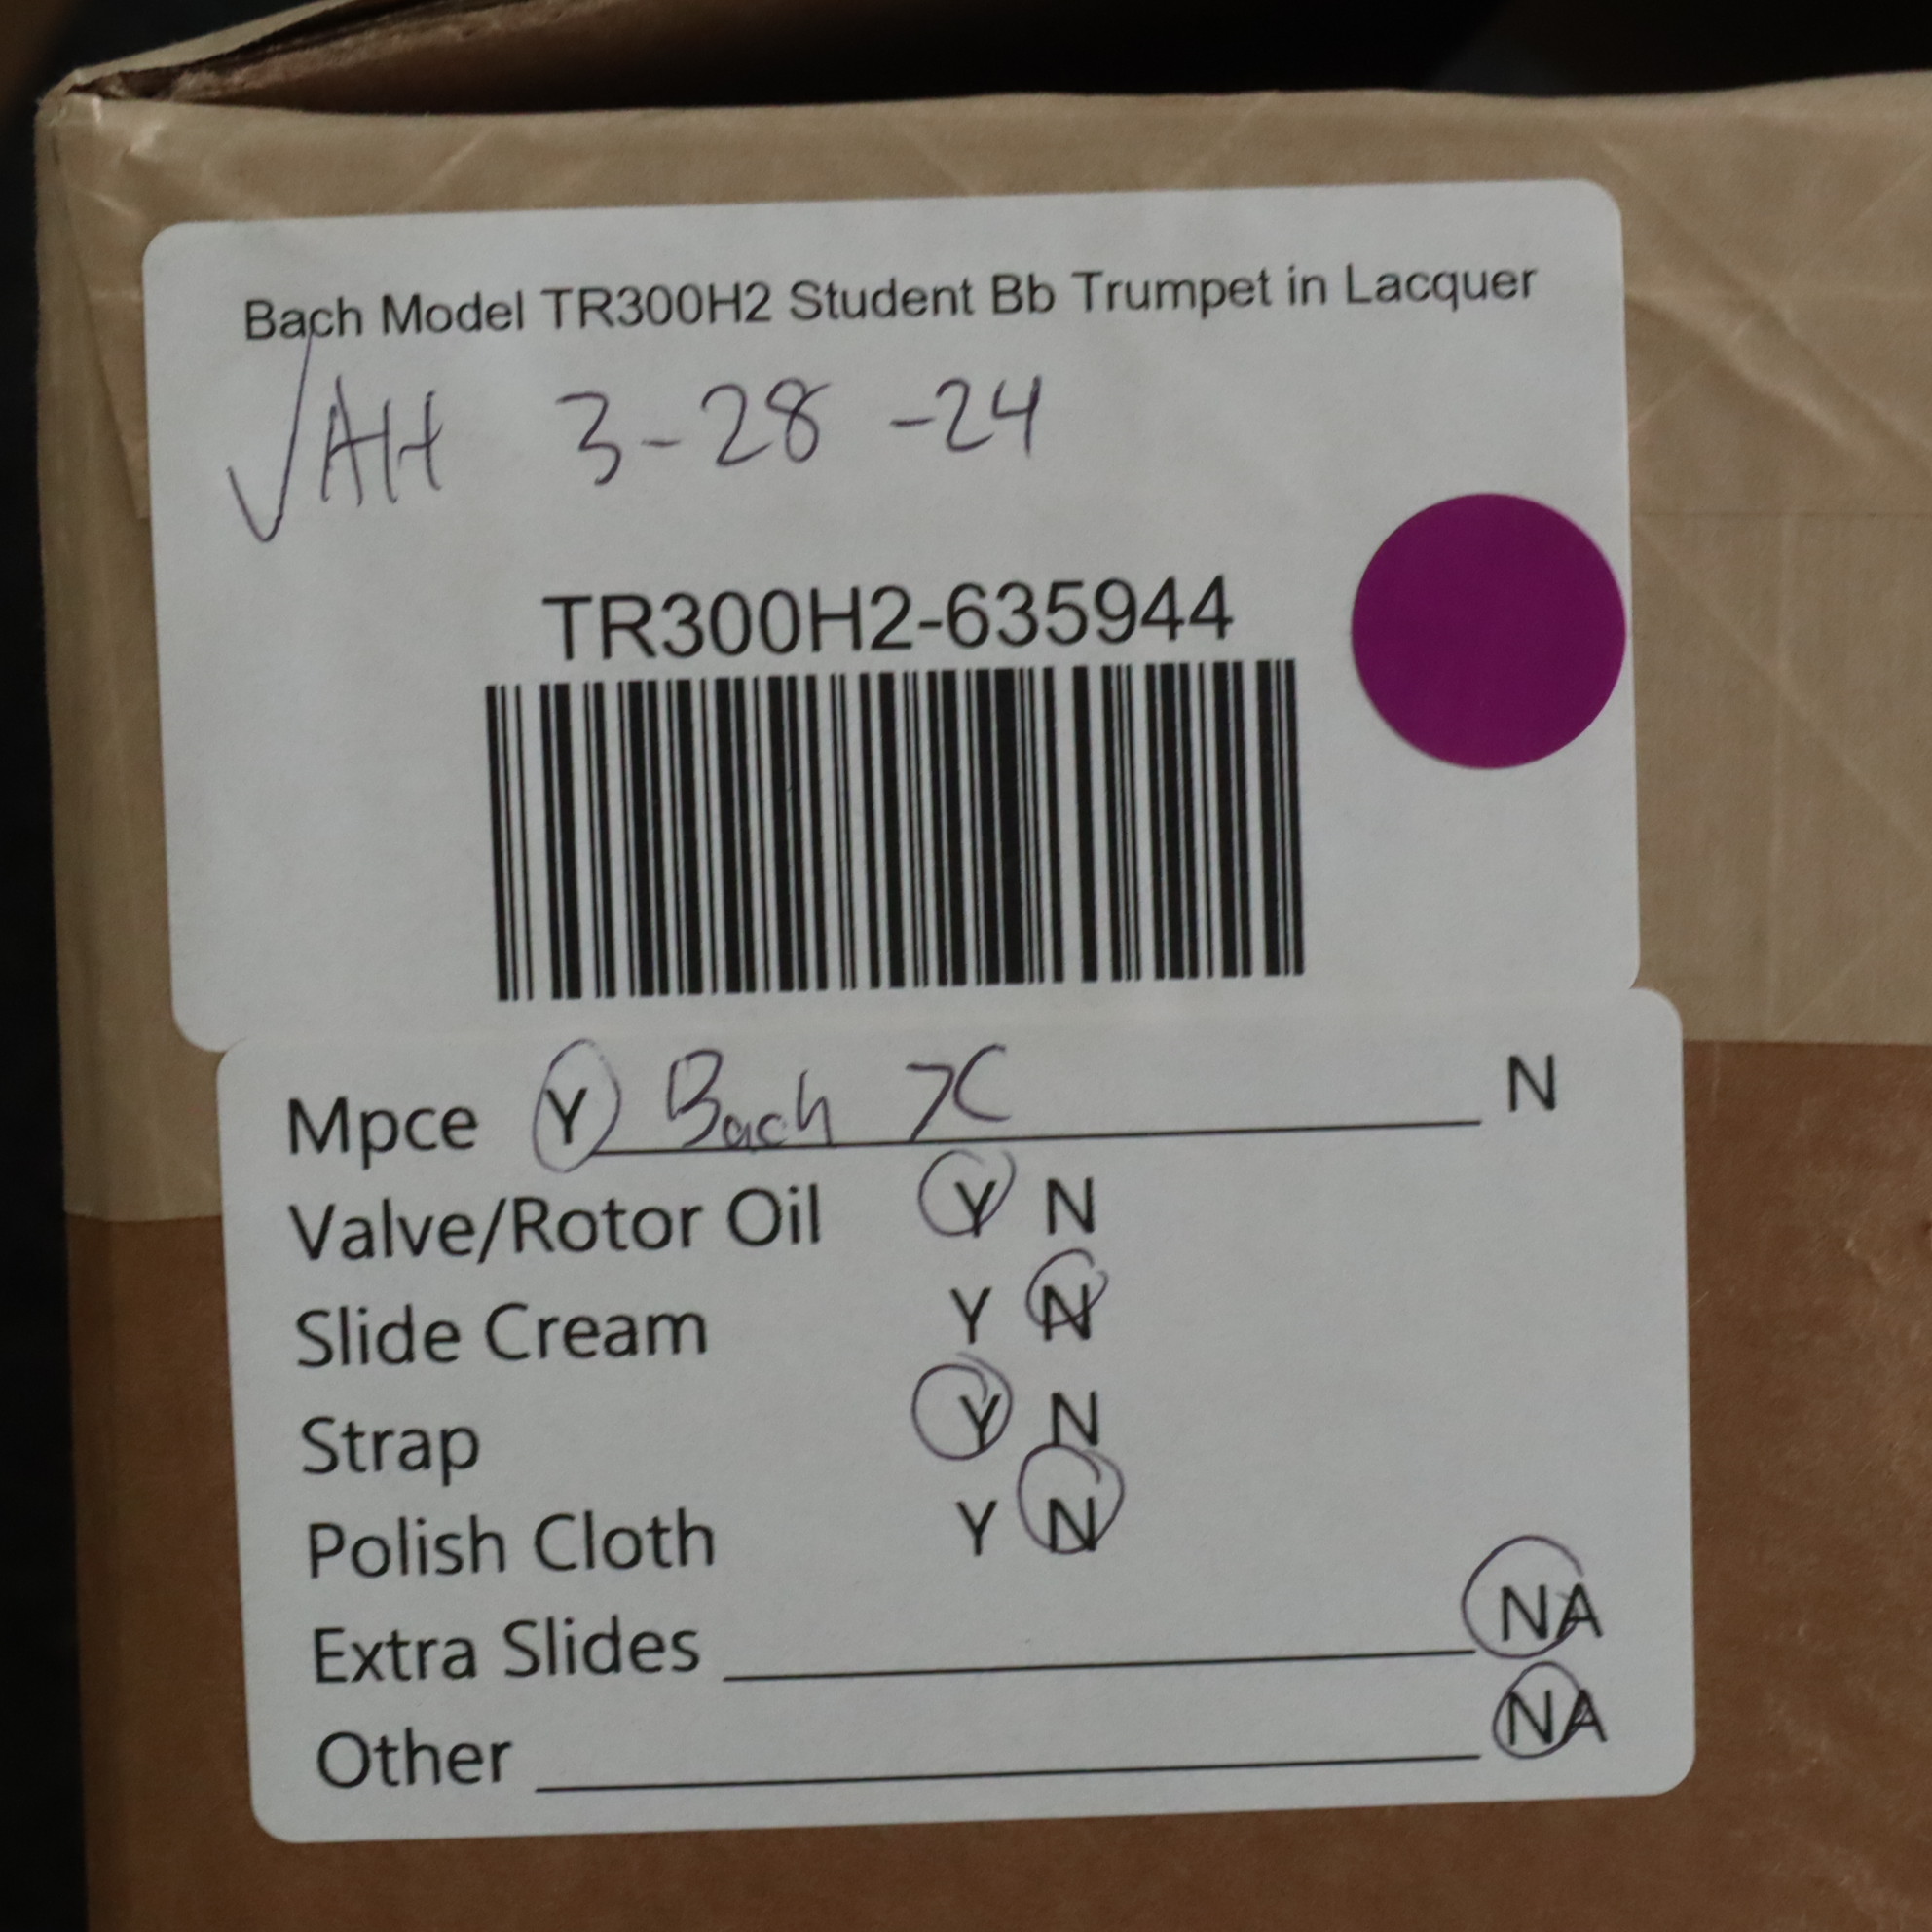 Bach Model TR300H2 Student Bb Trumpet in Lacquer
✓AH 3-28-24
TR300H2-635944
Mpce Y Bach 7C N
Valve/Rotor Oil Y N
Slide Cream Y N
Strap Y N
Polish Cloth Y N
Extra Slides NA
Other NA